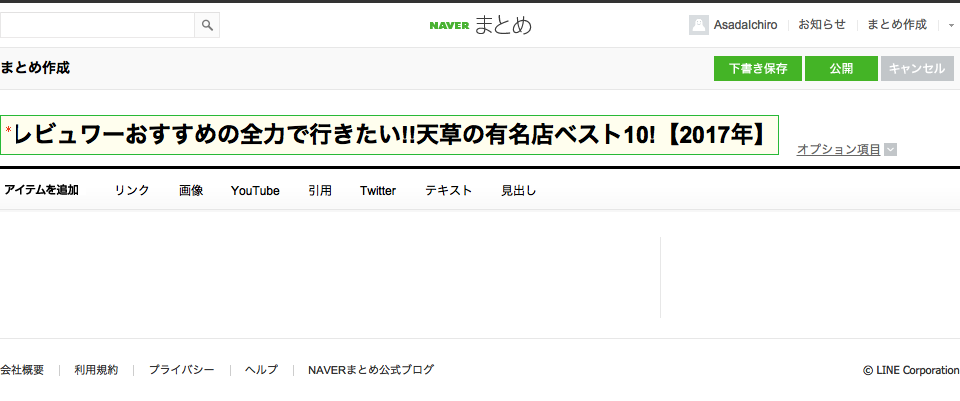 NAVER まとめ AsadaIchiro お知らせ まとめ作成
まとめ作成 下書き保存 公開 キャンセル
*レビュワーおすすめの全力で行きたい!!天草の有名店ベスト10!【2017年】
オプション項目
アイテムを追加 リンク 画像 YouTube 引用 Twitter テキスト 見出し
会社概要 利用規約 プライバシー ヘルプ NAVERまとめ公式ブログ © LINE Corporation